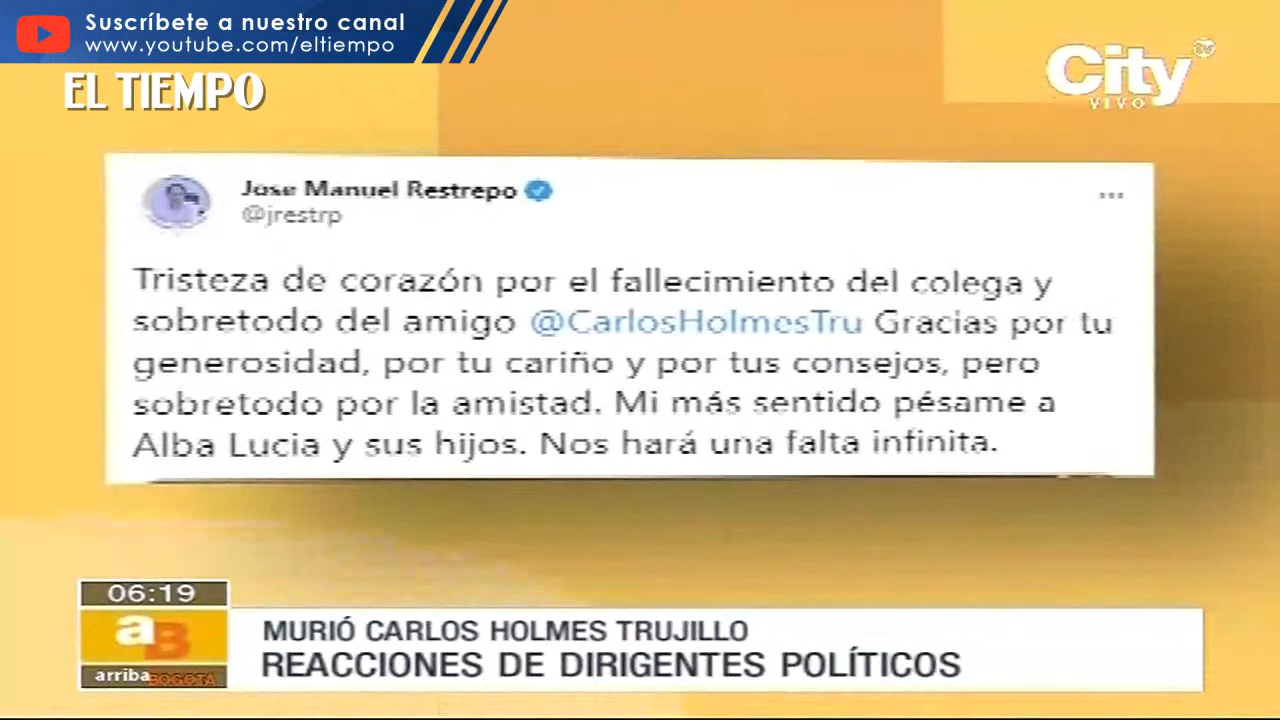 Suscríbete a nuestro canal
www.youtube.com/eltiempo
EL TIEMPO
City tv
VIVO
Jose Manuel Restrepo
@jrestrp
Tristeza de corazón por el fallecimiento del colega y
sobretodo del amigo @CarlosHolmesTru Gracias por tu
generosidad, por tu cariño y por tus consejos, pero
sobretodo por la amistad. Mi más sentido pésame a
Alba Lucia y sus hijos. Nos hará una falta infinita.
06:19
aB
arriba BOGOTÁ
MURIÓ CARLOS HOLMES TRUJILLO
REACCIONES DE DIRIGENTES POLÍTICOS